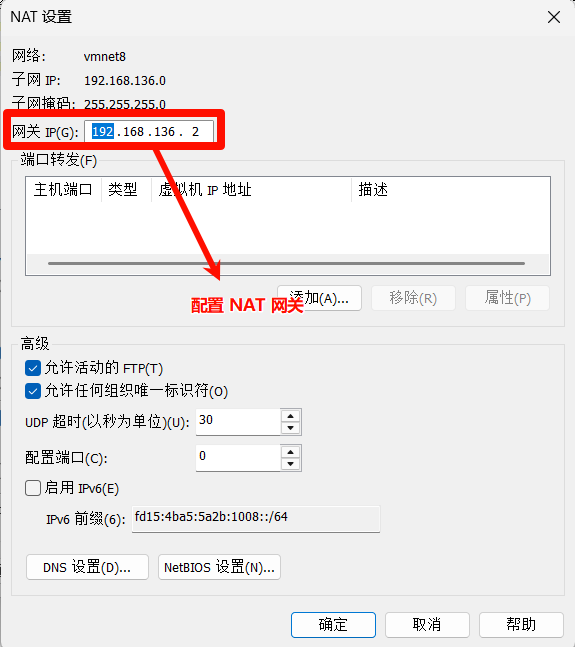 NAT 设置
网络: vmnet8
子网 IP: 192.168.136.0
子网掩码: 255.255.255.0
网关 IP(G): 192 . 168 . 136 . 2
端口转发(F)
主机端口 类型 虚拟机 IP 地址 描述
配置 NAT 网关
添加(A)... 移除(R) 属性(P)
高级
允许活动的 FTP(T)
允许任何组织唯一标识符(O)
UDP 超时(以秒为单位)(U): 30
配置端口(C): 0
启用 IPv6(E)
IPv6 前缀(6): fd15:4ba5:5a2b:1008::/64
DNS 设置(D)... NetBIOS 设置(N)...
确定 取消 帮助